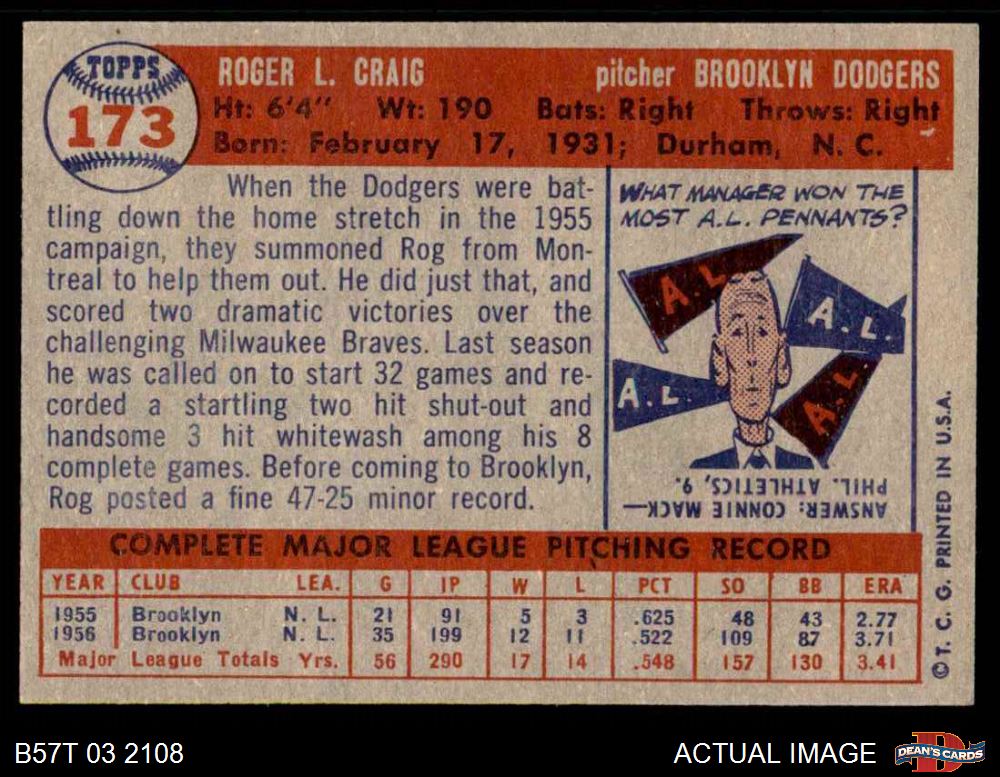 TOPPS
173
ROGER L. CRAIG pitcher BROOKLYN DODGERS
Ht: 6'4" Wt: 190 Bats: Right Throws: Right
Born: February 17, 1931; Durham, N. C.
When the Dodgers were bat-
tling down the home stretch in the 1955
campaign, they summoned Rog from Mon-
treal to help them out. He did just that, and
scored two dramatic victories over the
challenging Milwaukee Braves. Last season
he was called on to start 32 games and re-
corded a startling two hit shut-out and
handsome 3 hit whitewash among his 8
complete games. Before coming to Brooklyn,
Rog posted a fine 47-25 minor record.
WHAT MANAGER WON THE
MOST A.L. PENNANTS?
A.L.
A.L.
A.L.
A.L.
ANSWER: CONNIE MACK—
PHIL. ATHLETICS, 9.
© T. C. G. PRINTED IN U.S.A.
COMPLETE MAJOR LEAGUE PITCHING RECORD
YEAR CLUB LEA. G IP W L PCT SO BB ERA
1955 Brooklyn N. L. 21 91 5 3 .625 48 43 2.77
1956 Brooklyn N. L. 35 199 12 11 .522 109 87 3.71
Major League Totals Yrs. 56 290 17 14 .548 157 130 3.41
B57T 03 2108 ACTUAL IMAGE DEAN'S CARDS